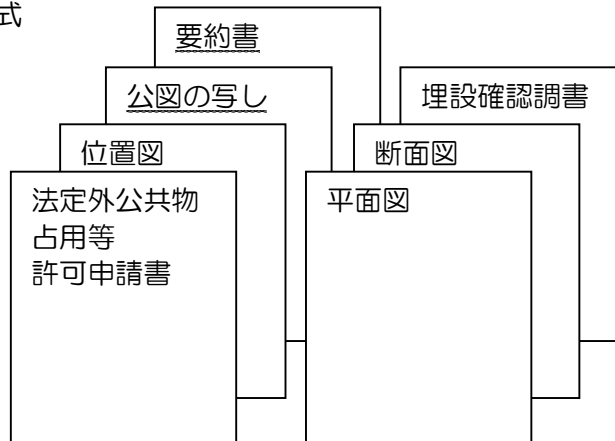 式
要約書
公図の写し
埋設確認調書
位置図
断面図
法定外公共物
占用等
許可申請書
平面図